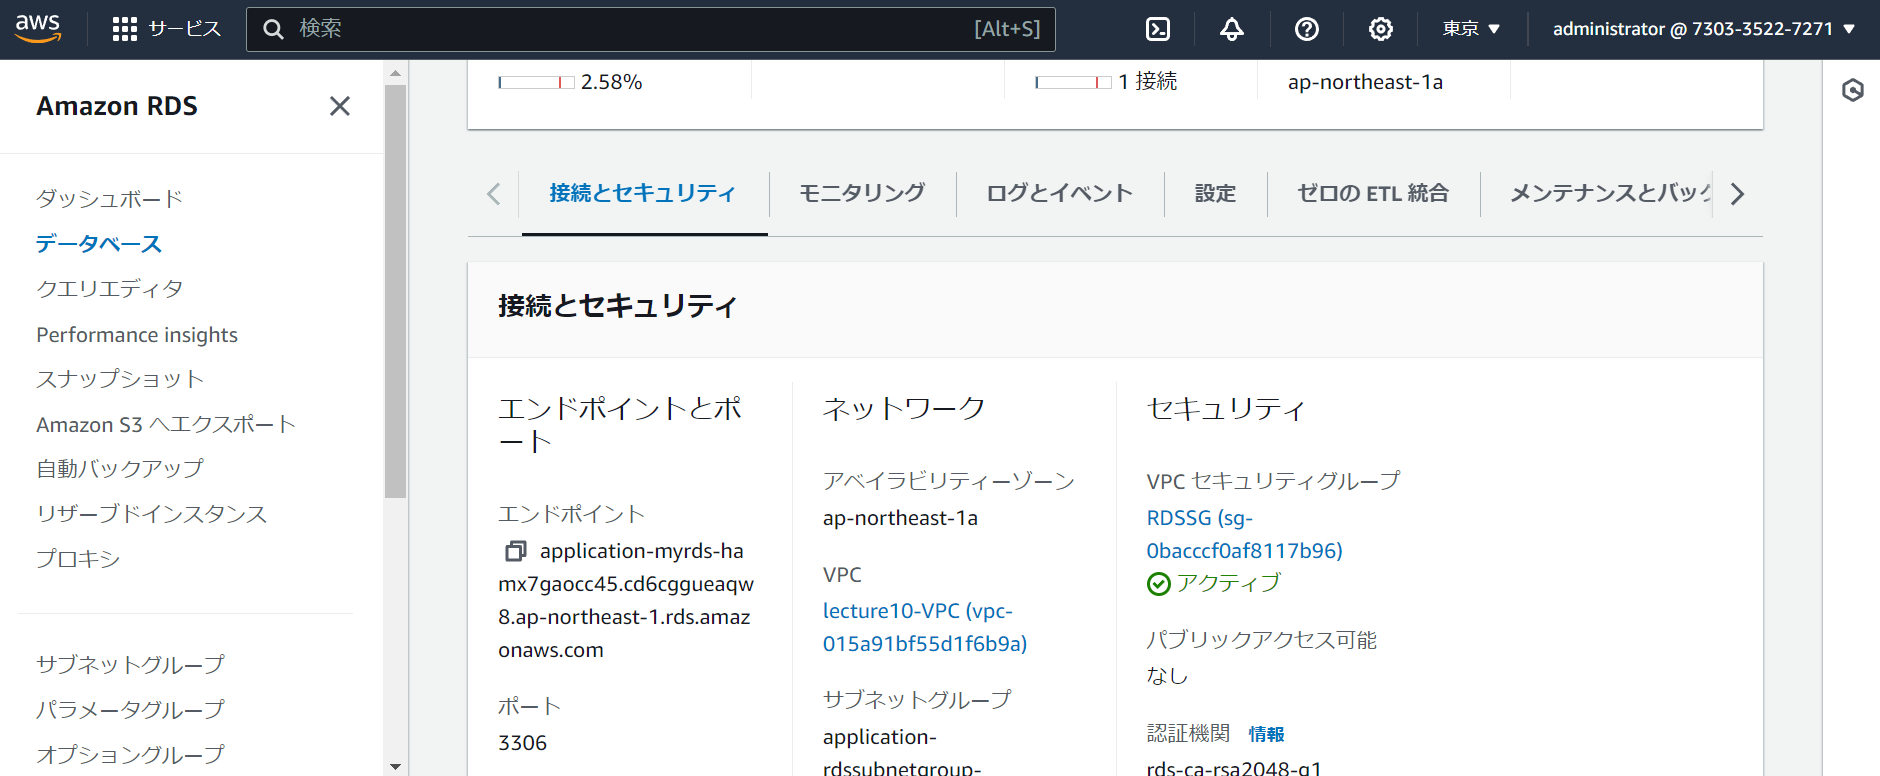 aws
サービス
検索
[Alt+S]
東京
administrator @ 7303-3522-7271
Amazon RDS
ダッシュボード
データベース
クエリエディタ
Performance insights
スナップショット
Amazon S3 へエクスポート
自動バックアップ
リザーブドインスタンス
プロキシ
サブネットグループ
パラメータグループ
オプショングループ
2.58%
1 接続
ap-northeast-1a
接続とセキュリティ
モニタリング
ログとイベント
設定
ゼロの ETL 統合
メンテナンスとバック
接続とセキュリティ
エンドポイントとポ
ート
エンドポイント
application-myrds-ha
mx7gaocc45.cd6cggueaqw
8.ap-northeast-1.rds.amaz
onaws.com
ポート
3306
ネットワーク
アベイラビリティーゾーン
ap-northeast-1a
VPC
lecture10-VPC (vpc-
015a91bf55d1f6b9a)
サブネットグループ
application-
rdssubnetgroup-
セキュリティ
VPC セキュリティグループ
RDSSG (sg-
0bacccf0af8117b96)
アクティブ
パブリックアクセス可能
なし
認証機関 情報
rds-ca-rsa2048-g1